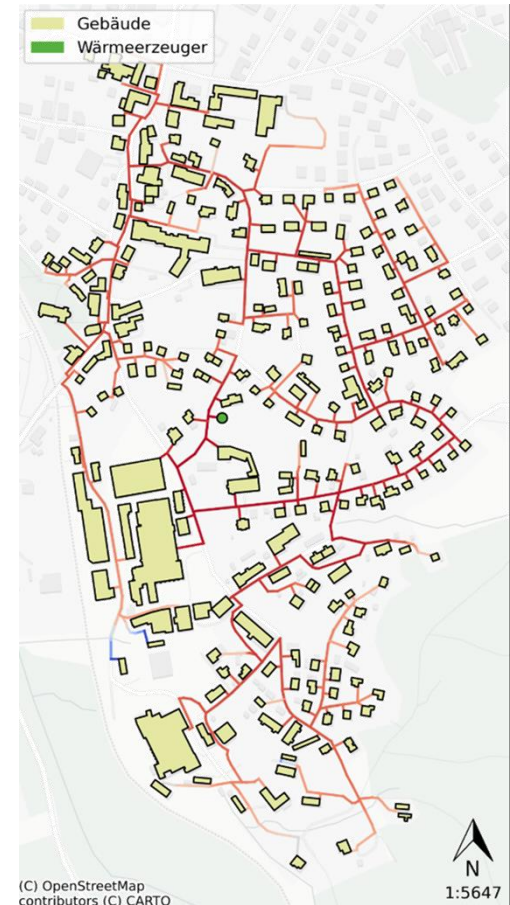 Gebäude
Wärmeerzeuger
N
1:5647
(C) OpenStreetMap
contributors (C) CARTO